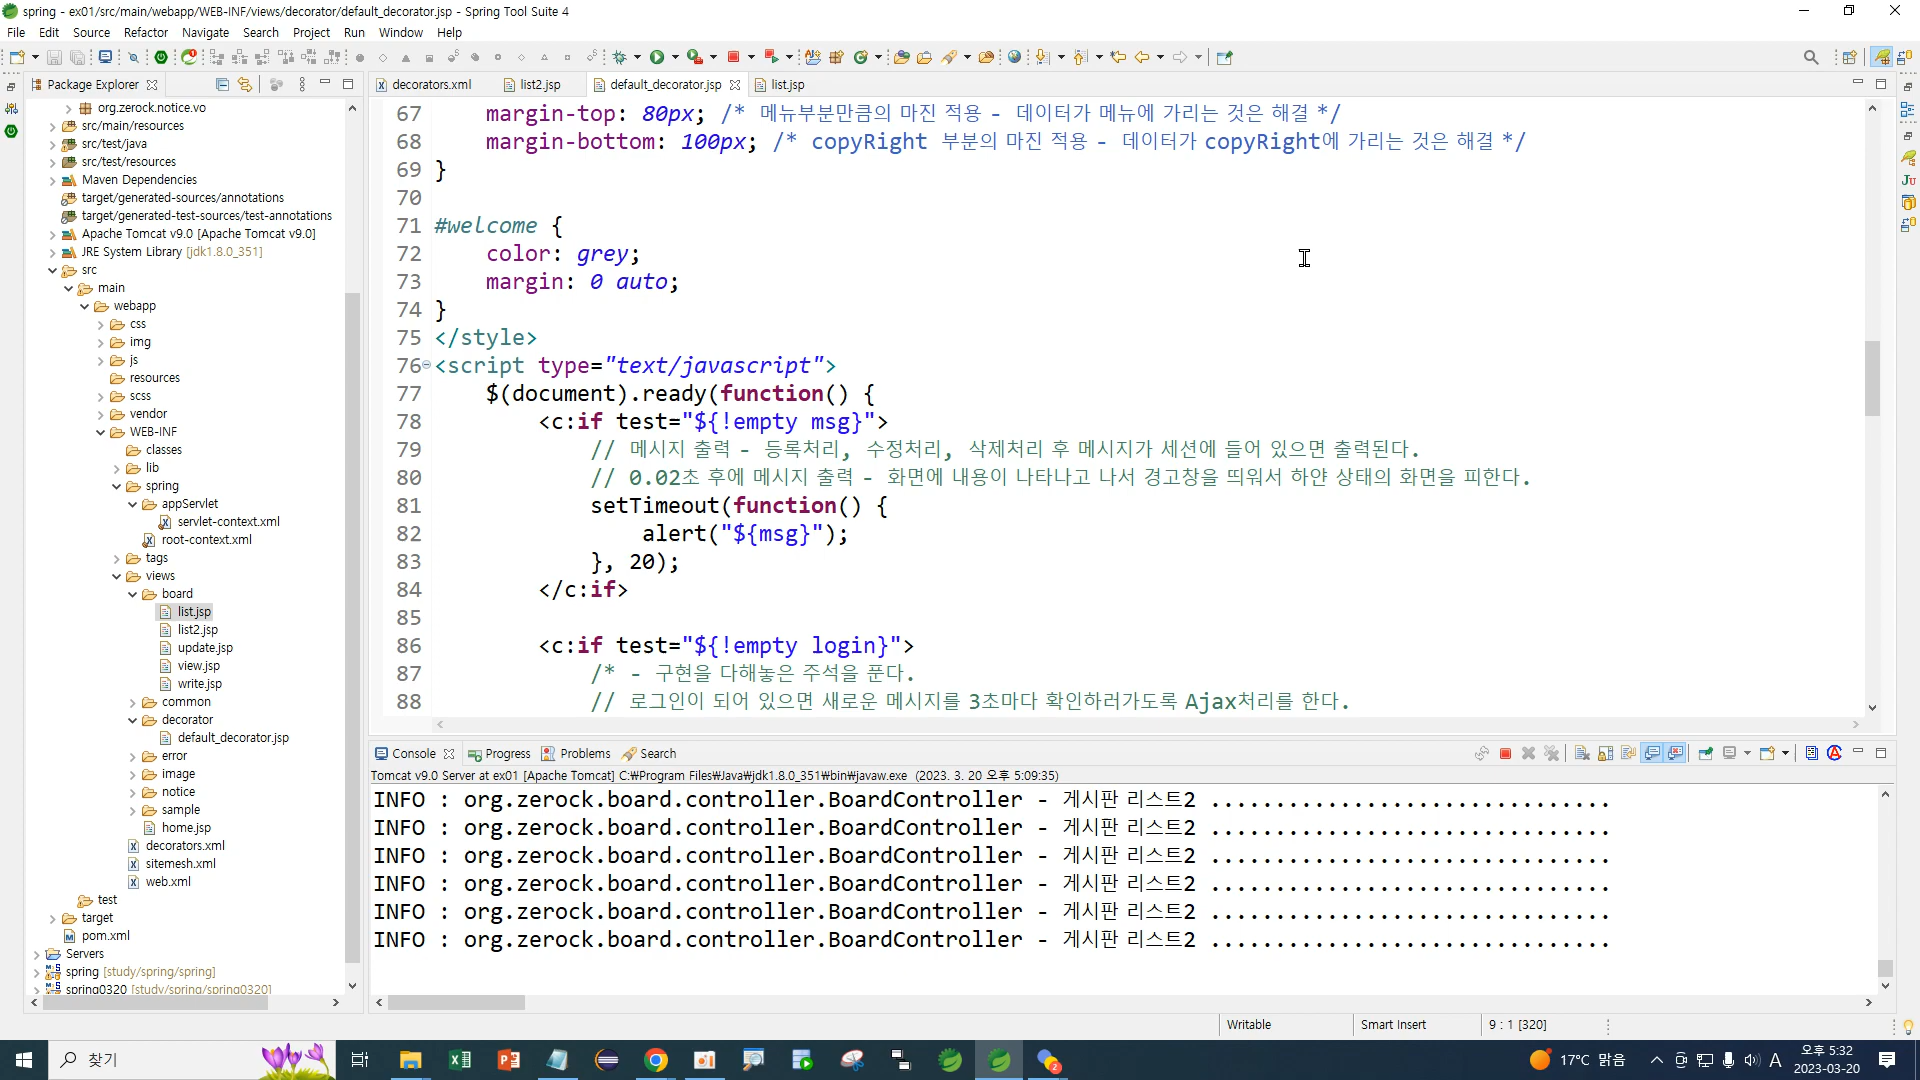 spring - ex01/src/main/webapp/WEB-INF/views/decorator/default_decorator.jsp - Spring Tool Suite 4
File Edit Source Refactor Navigate Search Project Run Window Help
Package Explorer
org.zerock.notice.vo
src/main/resources
src/test/java
src/test/resources
Maven Dependencies
target/generated-sources/annotations
target/generated-test-sources/test-annotations
Apache Tomcat v9.0 [Apache Tomcat v9.0]
JRE System Library [jdk1.8.0_351]
src
main
webapp
css
img
js
resources
scss
vendor
WEB-INF
classes
lib
spring
appServlet
servlet-context.xml
root-context.xml
tags
views
board
list.jsp
list2.jsp
update.jsp
view.jsp
write.jsp
common
decorator
default_decorator.jsp
error
image
notice
sample
home.jsp
decorators.xml
sitemesh.xml
web.xml
test
target
pom.xml
Servers
spring [study/spring/spring]
spring0320 [study/spring/spring0320]
decorators.xml list2.jsp default_decorator.jsp list.jsp
67 margin-top: 80px; /* 메뉴부분만큼의 마진 적용 - 데이터가 메뉴에 가리는 것은 해결 */
68 margin-bottom: 100px; /* copyRight 부분의 마진 적용 - 데이터가 copyRight에 가리는 것은 해결 */
69 }
70
71 #welcome {
72 color: grey;
73 margin: 0 auto;
74 }
75 </style>
76 <script type="text/javascript">
77 $(document).ready(function() {
78 <c:if test="${!empty msg}">
79 // 메시지 출력 - 등록처리, 수정처리, 삭제처리 후 메시지가 세션에 들어 있으면 출력된다.
80 // 0.02초 후에 메시지 출력 - 화면에 내용이 나타나고 나서 경고창을 띄워서 하얀 상태의 화면을 피한다.
81 setTimeout(function() {
82 alert("${msg}");
83 }, 20);
84 </c:if>
85
86 <c:if test="${!empty login}">
87 /* - 구현을 다해놓은 주석을 푼다.
88 // 로그인이 되어 있으면 새로운 메시지를 3초마다 확인하러가도록 Ajax처리를 한다.
Console Progress Problems Search
Tomcat v9.0 Server at ex01 [Apache Tomcat] C:₩Program Files₩Java₩jdk1.8.0_351₩bin₩javaw.exe (2023. 3. 20 오후 5:09:35)
INFO : org.zerock.board.controller.BoardController - 게시판 리스트2 ...............................
INFO : org.zerock.board.controller.BoardController - 게시판 리스트2 ...............................
INFO : org.zerock.board.controller.BoardController - 게시판 리스트2 ...............................
INFO : org.zerock.board.controller.BoardController - 게시판 리스트2 ...............................
INFO : org.zerock.board.controller.BoardController - 게시판 리스트2 ...............................
INFO : org.zerock.board.controller.BoardController - 게시판 리스트2 ...............................
Writable Smart Insert 9 : 1 [320]
찾기
17°C 맑음
A
오후 5:32
2023-03-20